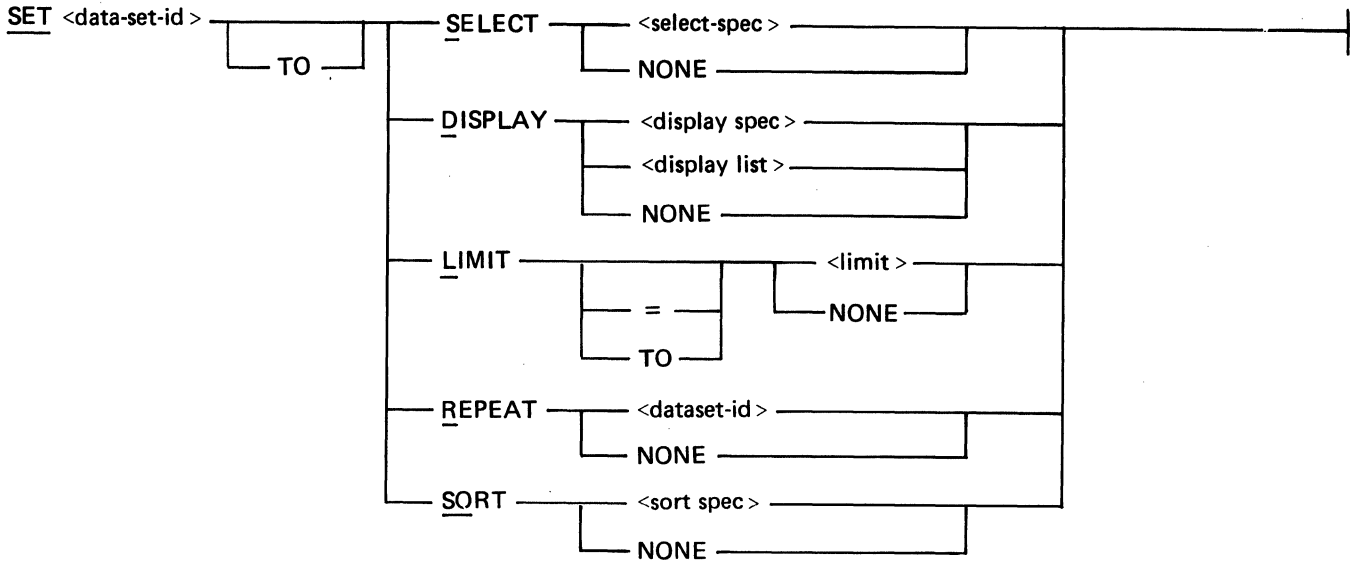 SET <data-set-id> SELECT <select-spec>
TO NONE
DISPLAY <display spec>
<display list>
NONE
LIMIT <limit>
= NONE
TO
REPEAT <dataset-id>
NONE
SORT <sort spec>
NONE